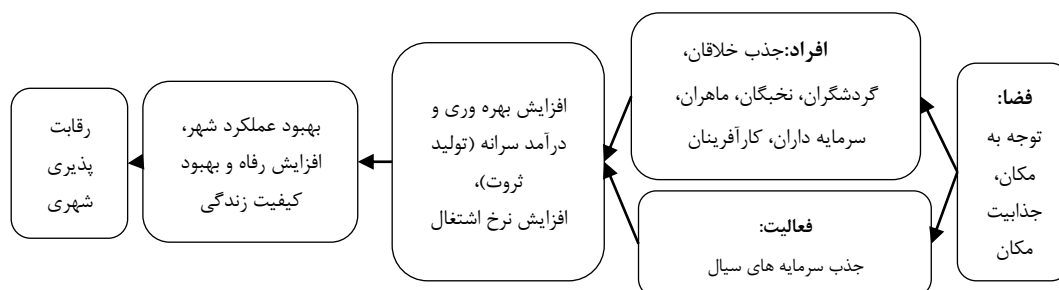 فضا:
توجه به
مکان،
جذابیت
مکان
افراد:جذب خلاقان،
گردشگران، نخبگان، ماهران،
سرمایه داران، کارآفرینان
فعالیت:
جذب سرمایه های سیال
افزایش بهره وری و
درآمد سرانه (تولید
ثروت)،
افزایش نرخ اشتغال
بهبود عملکرد شهر،
افزایش رفاه و بهبود
کیفیت زندگی
رقابت
پذیری
شهری